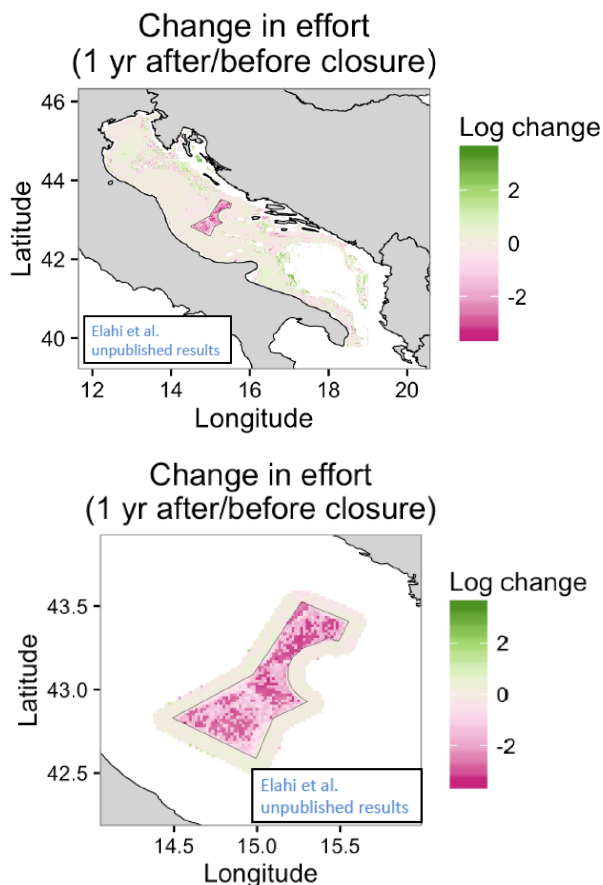 Change in effort
(1 yr after/before closure)
46
44
42
40
Latitude
12 14 16 18 20
Longitude
Log change
2
0
-2
Elahi et al.
unpublished results
Change in effort
(1 yr after/before closure)
43.5
43.0
42.5
Latitude
14.5 15.0 15.5
Longitude
Log change
2
0
-2
Elahi et al.
unpublished results